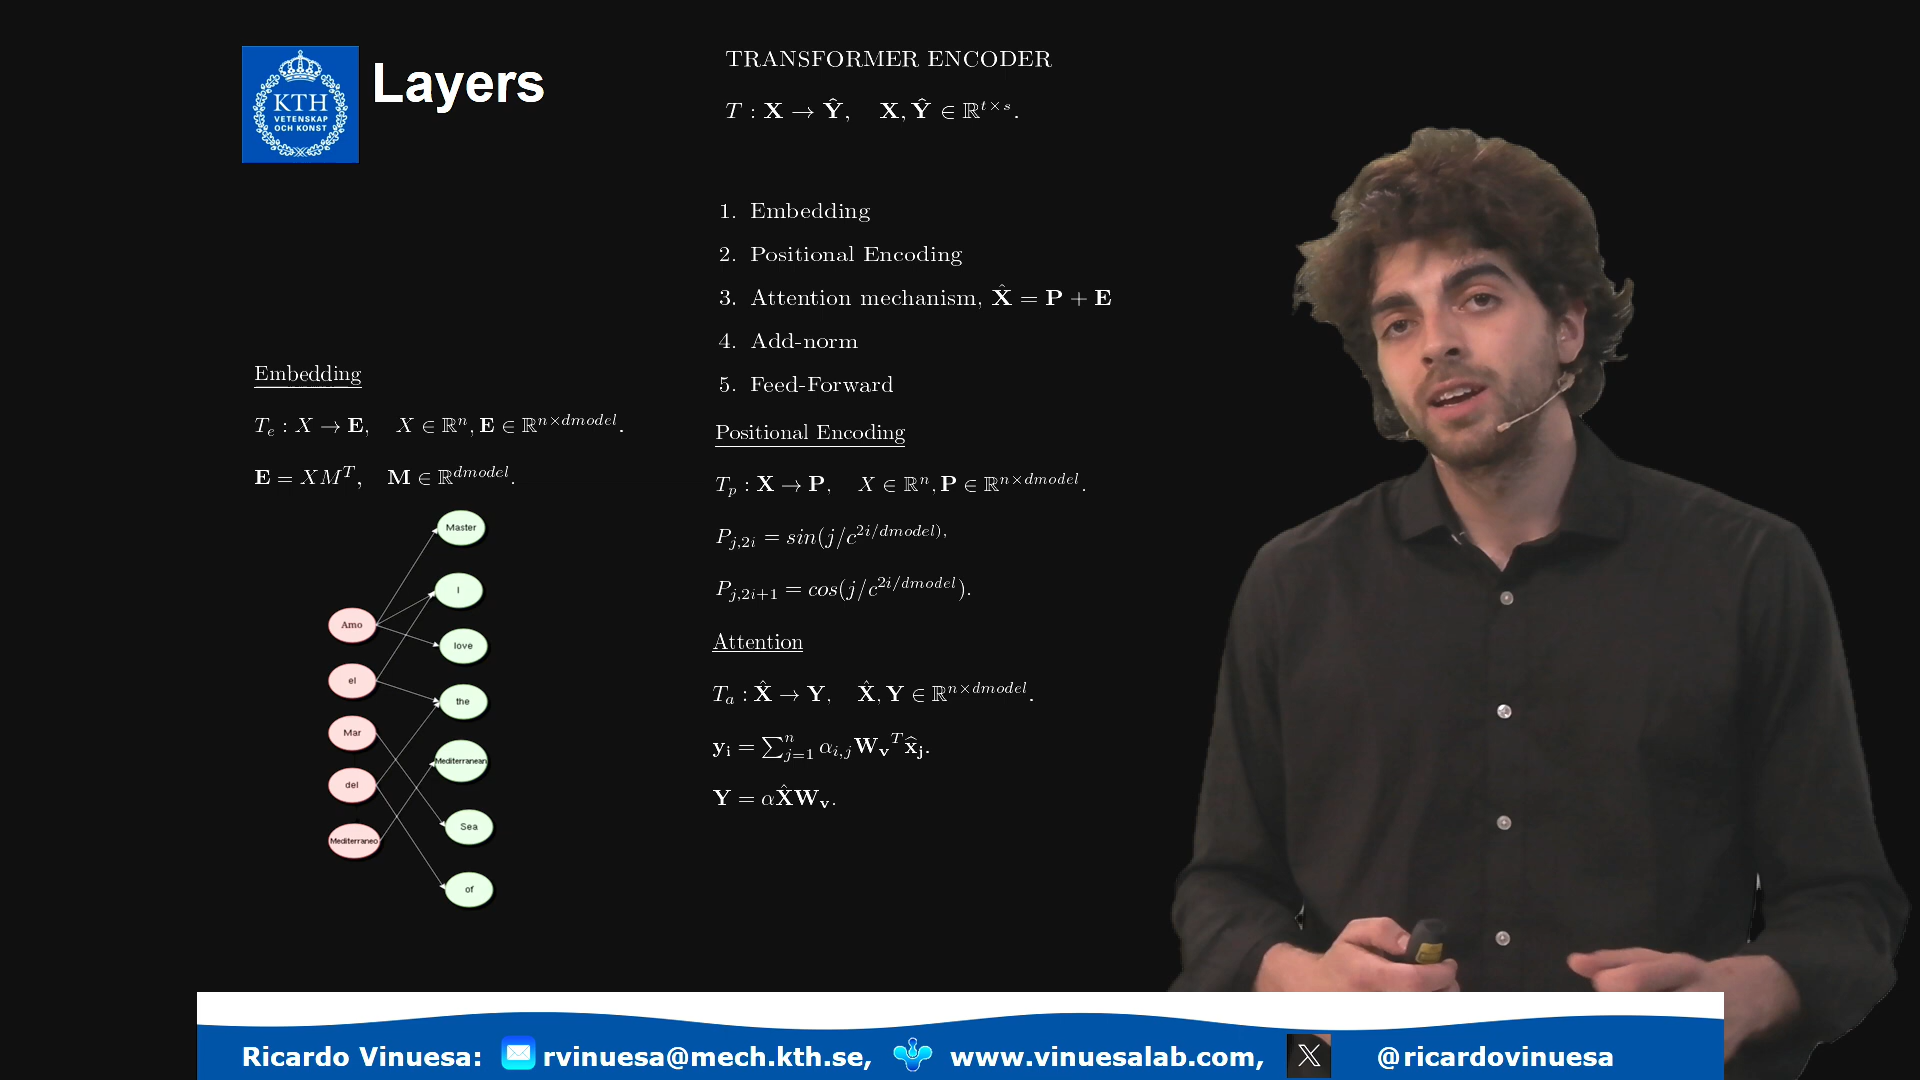 KTH
VETENSKAP
OCH KONST
Layers
TRANSFORMER ENCODER
T : X → Ŷ, X, Ŷ ∈ ℝ^{t×s}.
1. Embedding
2. Positional Encoding
3. Attention mechanism, X̂ = P + E
4. Add-norm
5. Feed-Forward
Embedding
T_e : X → E, X ∈ ℝ^n, E ∈ ℝ^{n×dmodel}.
E = XM^T, M ∈ ℝ^{dmodel}.
Master
I
Amo
love
el
the
Mar
Mediterranean
del
Sea
Mediterraneo
of
Positional Encoding
T_p : X → P, X ∈ ℝ^n, P ∈ ℝ^{n×dmodel}.
P_{j,2i} = sin(j/c^{2i/dmodel),}
P_{j,2i+1} = cos(j/c^{2i/dmodel}).
Attention
T_a : X̂ → Y, X̂, Y ∈ ℝ^{n×dmodel}.
y_i = ∑_{j=1}^{n} α_{i,j} W_v^T x̂_j.
Y = αX̂W_v.
Ricardo Vinuesa: rvinuesa@mech.kth.se, www.vinuesalab.com, X @ricardovinuesa